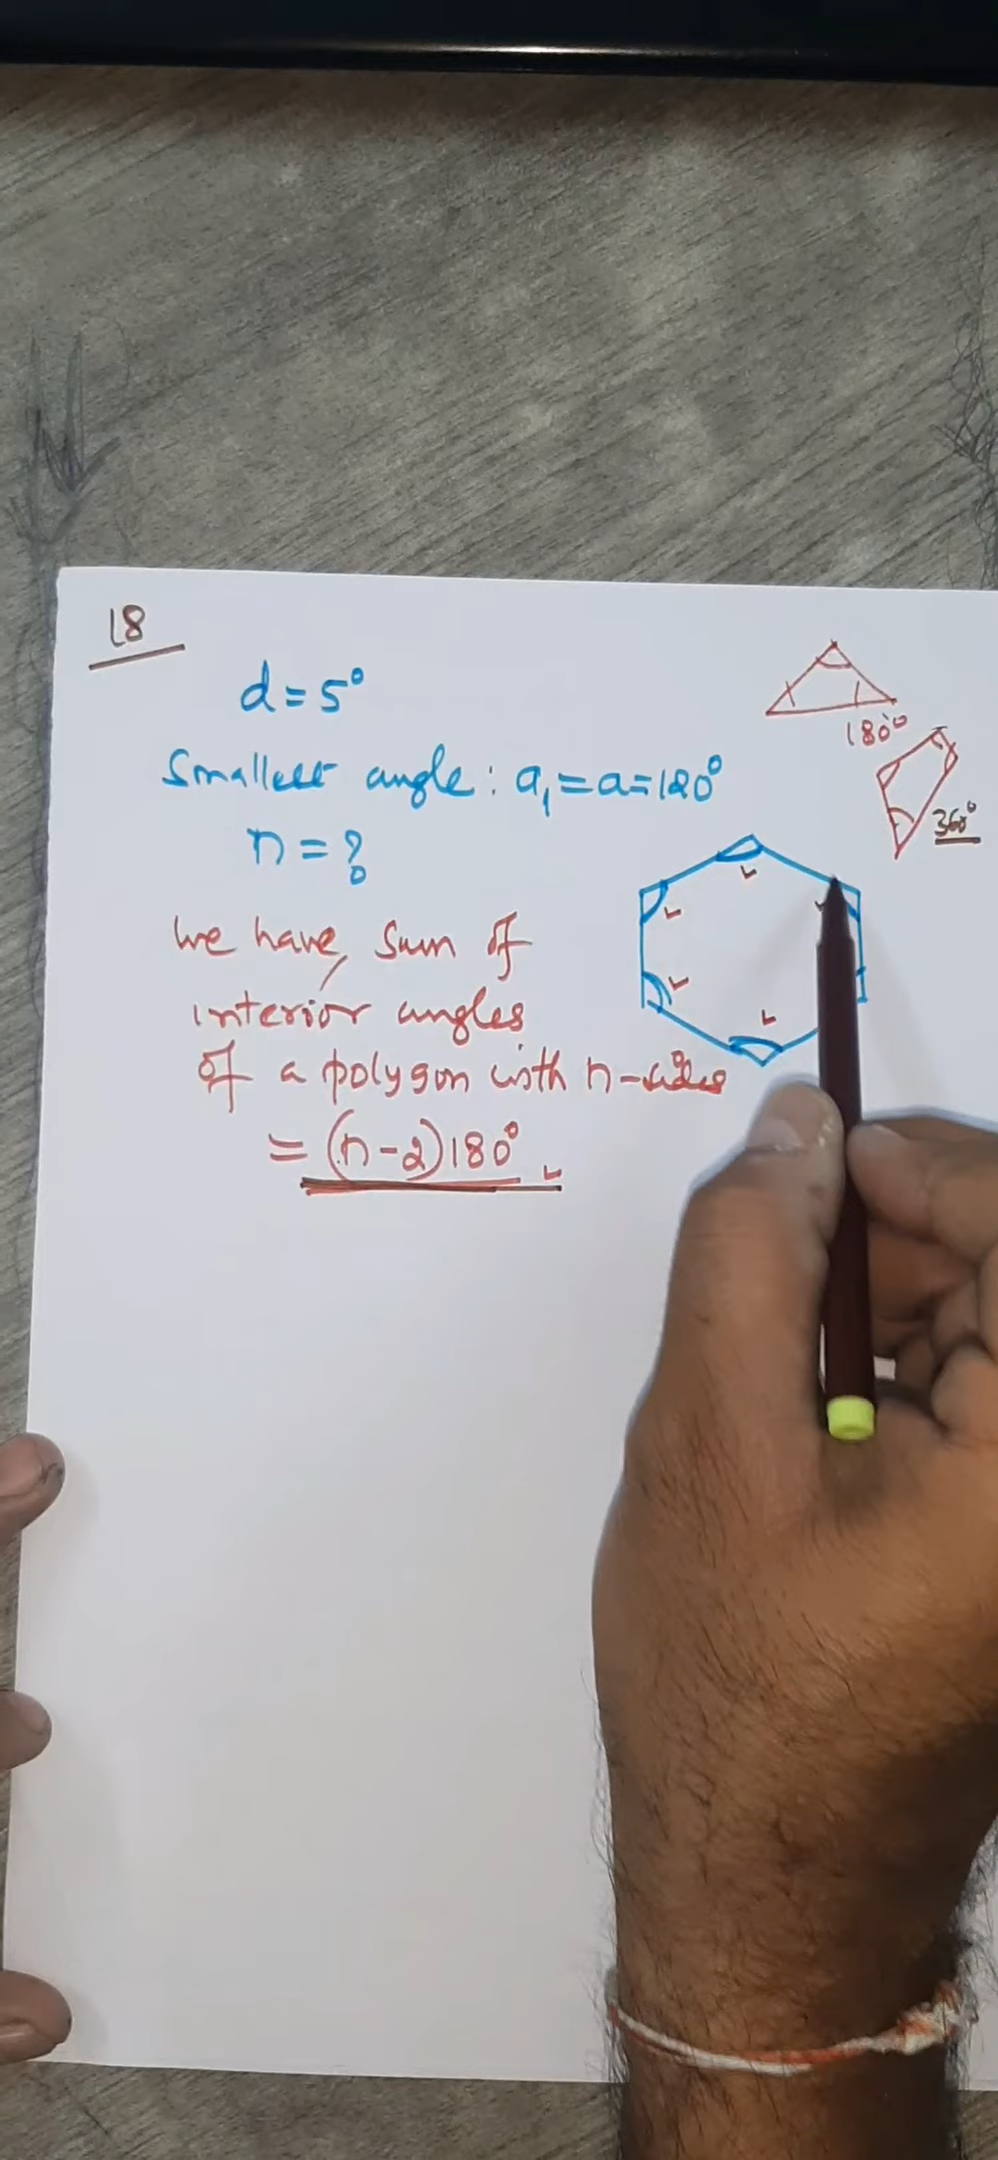 18
d = 5°
Smallest angle : a₁ = a = 120°
n = ?
180°
360°
We have, Sum of
interior angles
of a polygon with n-sides
= (n-2)180°